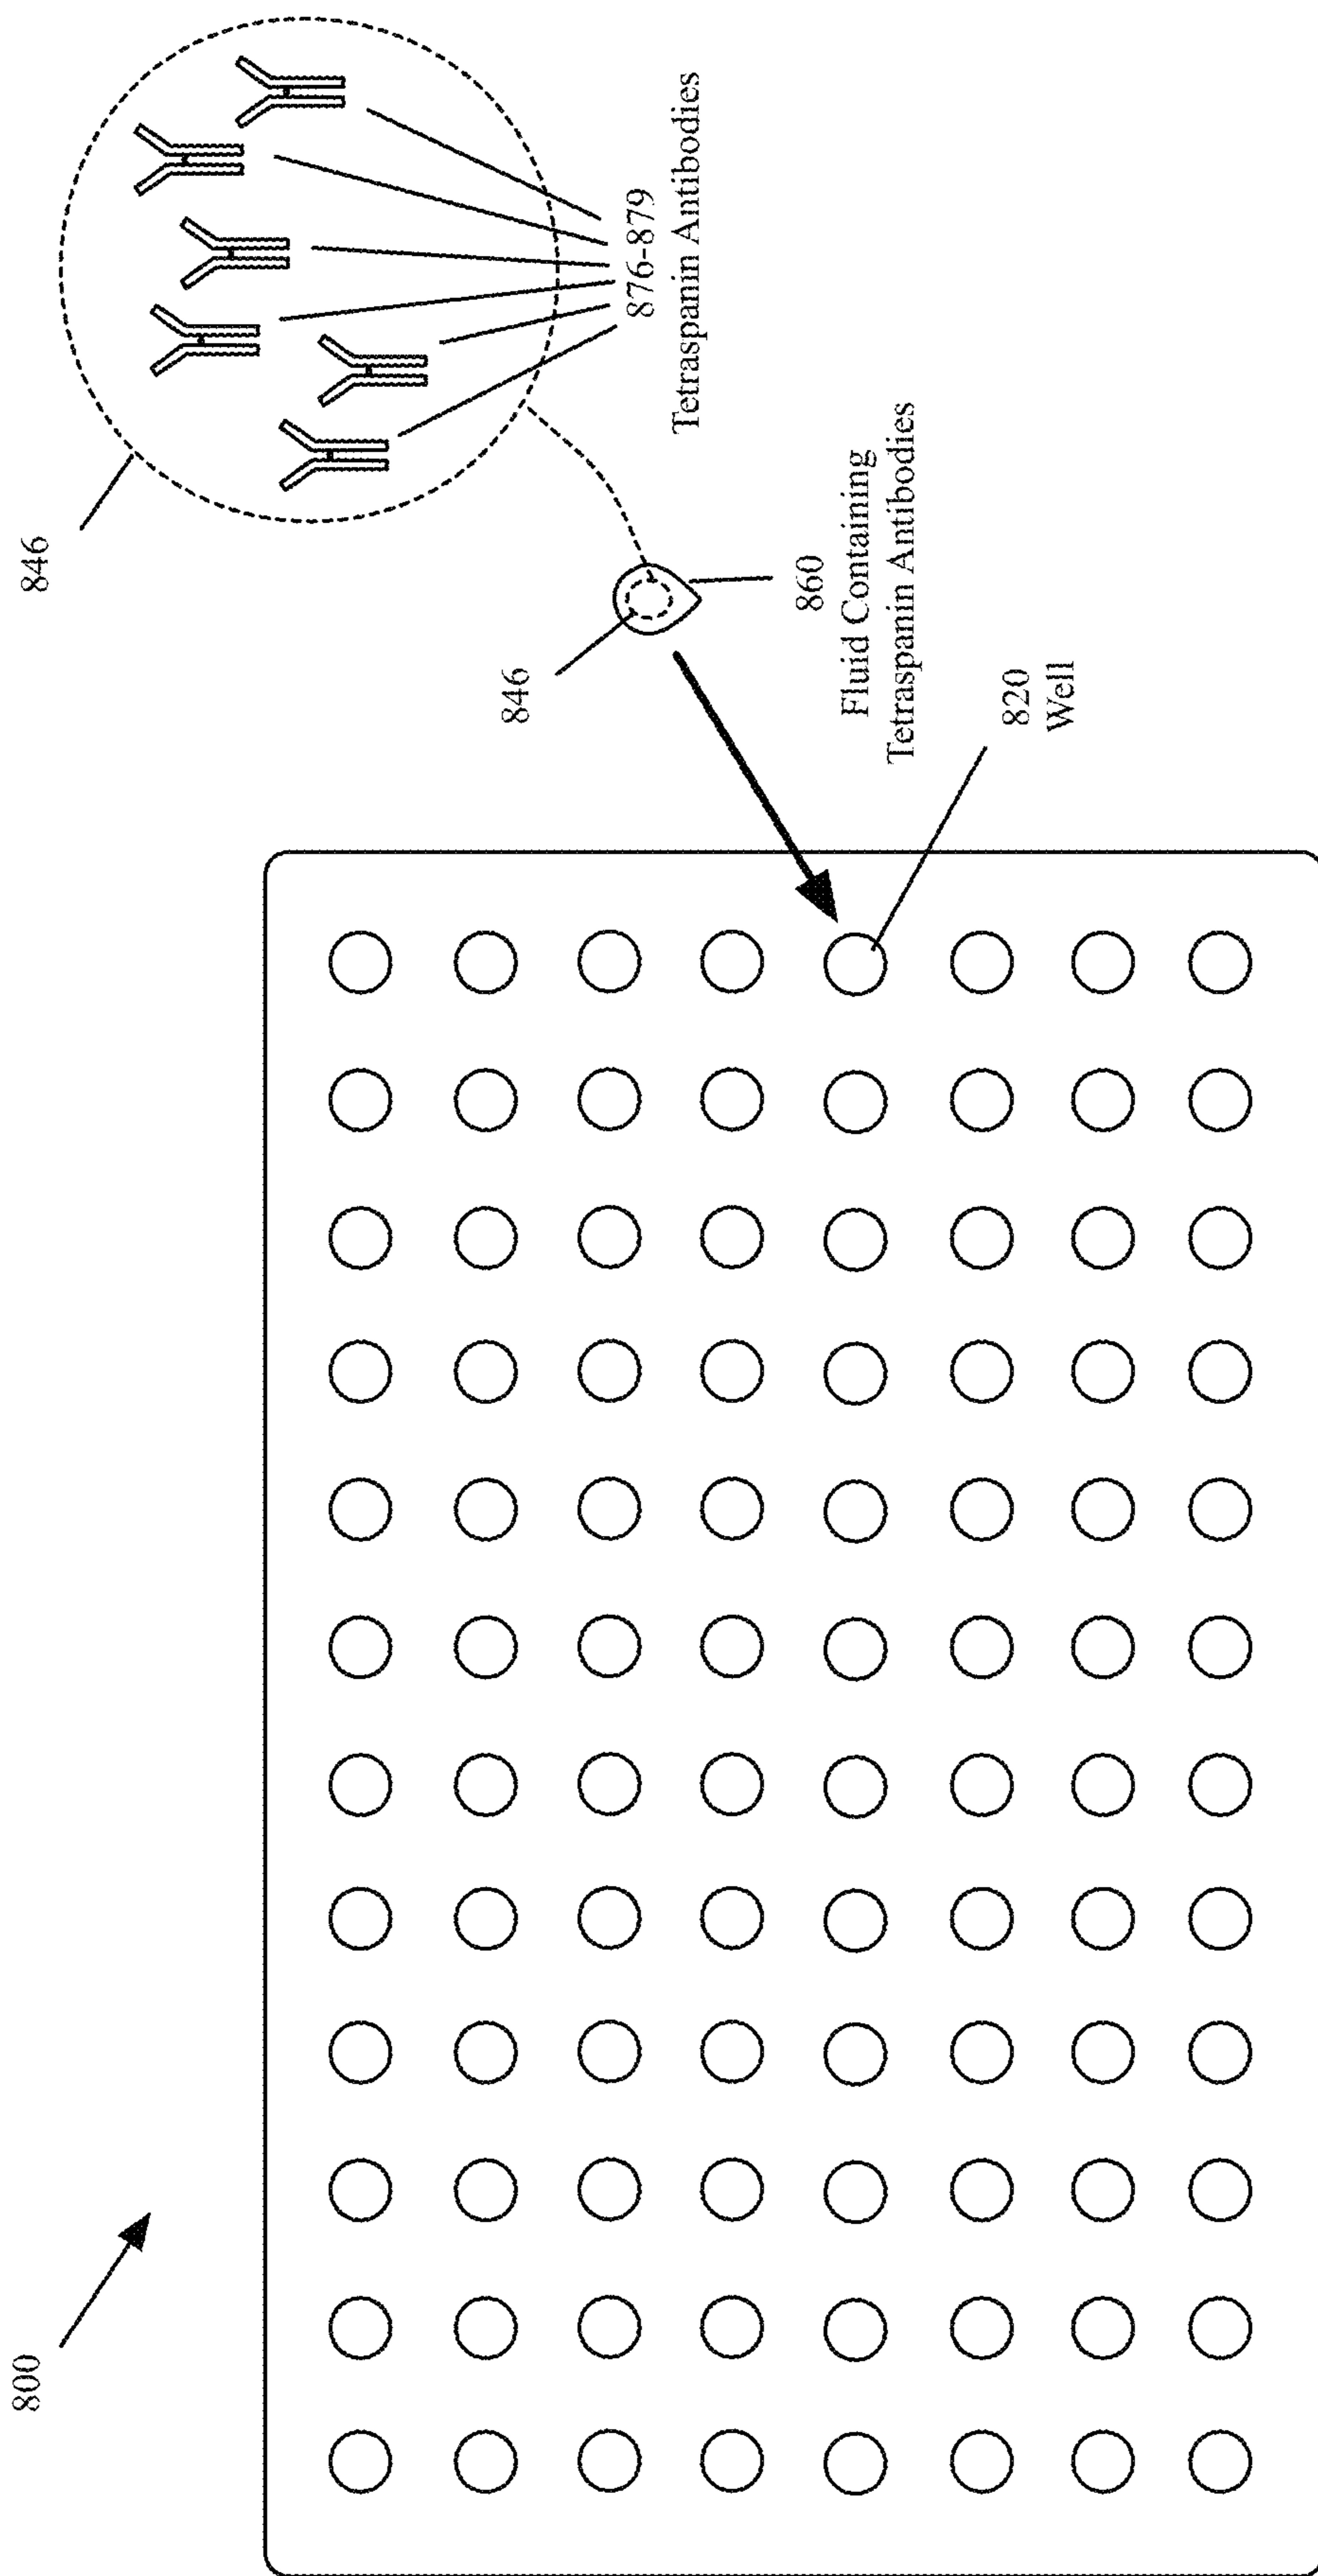 800
846
876-879
Tetraspanin Antibodies
846
860
Fluid Containing
Tetraspanin Antibodies
820
Well